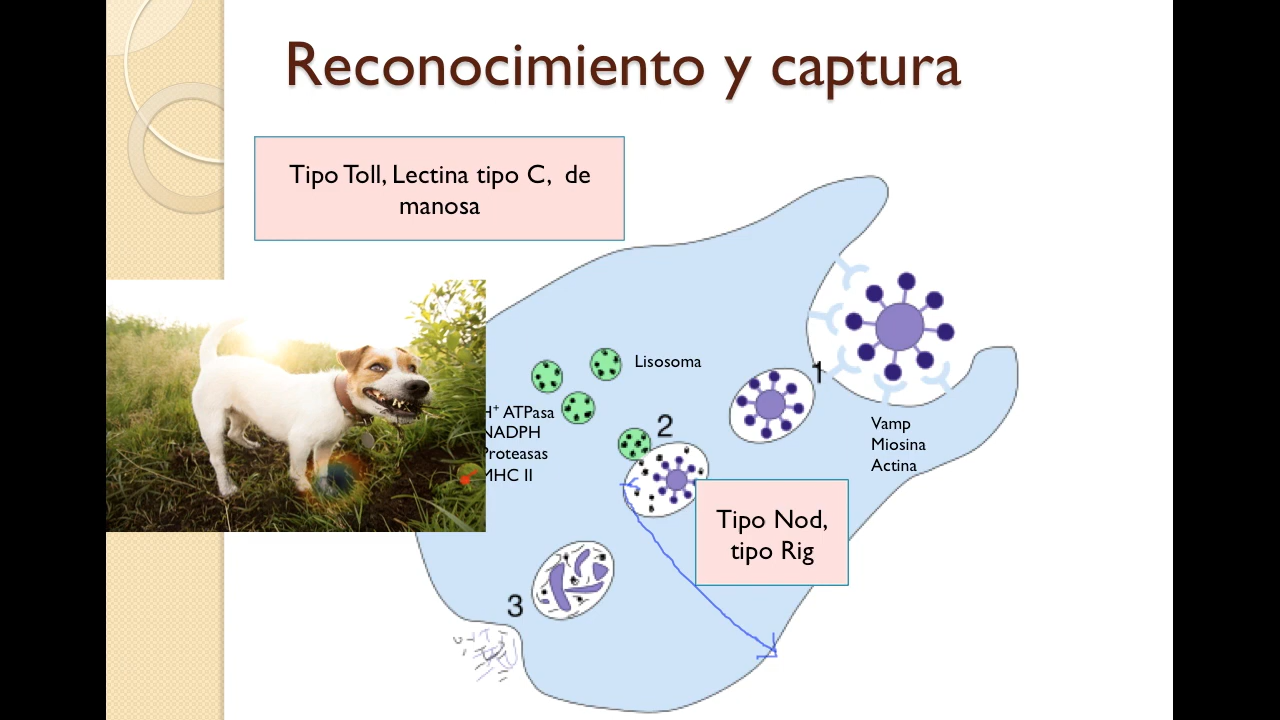 Reconocimiento y captura
Tipo Toll, Lectina tipo C, de
manosa
Lisosoma
1
H⁺ ATPasa
NADPH
Proteasas
MHC II
2
Vamp
Miosina
Actina
Tipo Nod,
tipo Rig
3